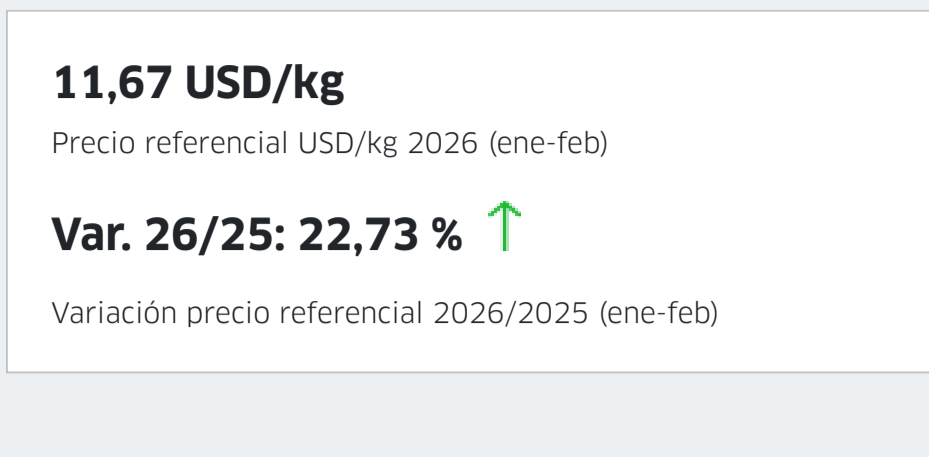 11,67 USD/kg
Precio referencial USD/kg 2026 (ene-feb)
Var. 26/25: 22,73 %
Variación precio referencial 2026/2025 (ene-feb)